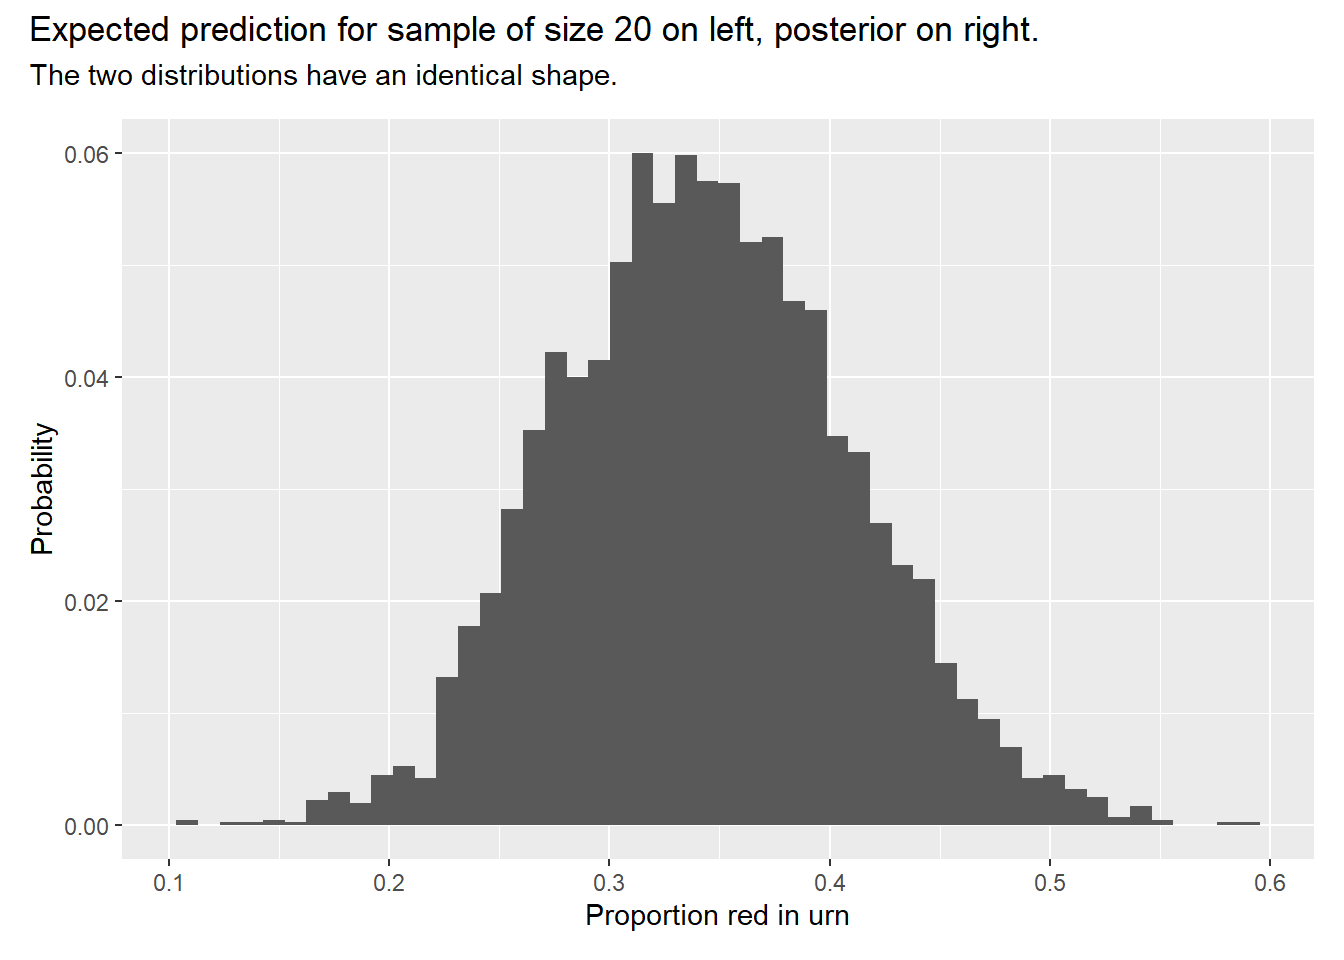 Expected prediction for sample of size 20 on left, posterior on right.
The two distributions have an identical shape.
0.06
0.04
0.02
0.00
Probability
0.1 0.2 0.3 0.4 0.5 0.6
Proportion red in urn